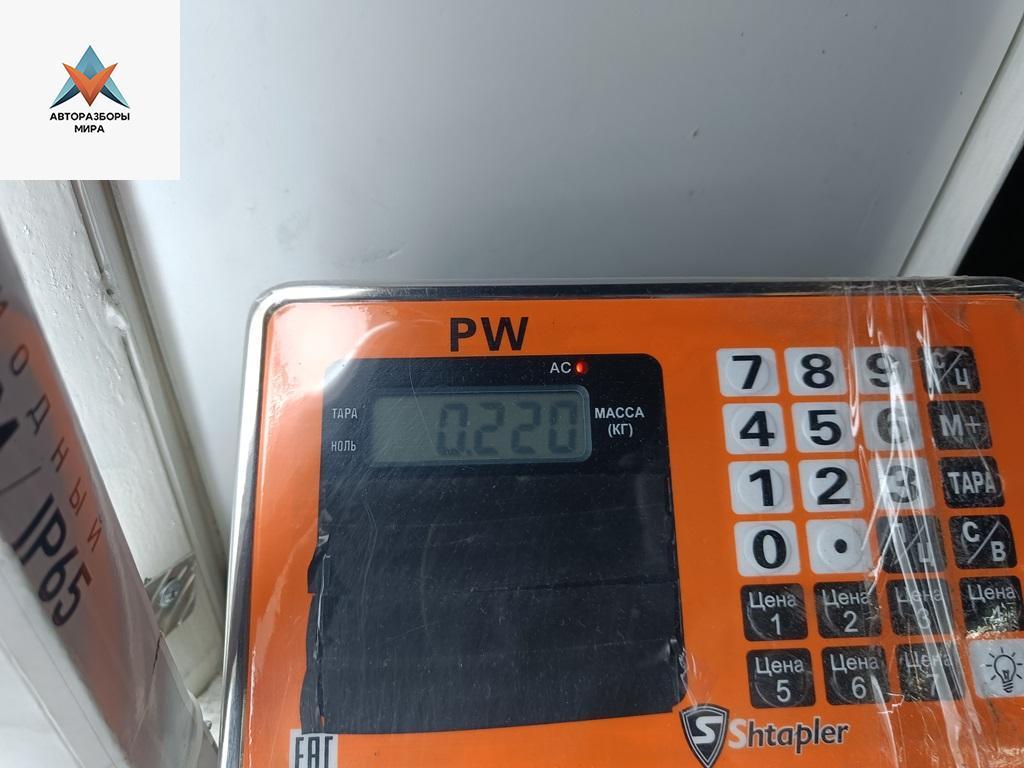 АВТОРАЗБОРЫ
МИРА
IP65
PW
AC
ТАРА
НОЛЬ
0.220
МАССА
(КГ)
7 8 9 С/Ц
4 5 6 М+
1 2 3 ТАРА
0 • С/В
Цена 1 Цена 2 Цена 3 Цена 4
Цена 5 Цена 6 Цена 7
EAC
S Shtapler